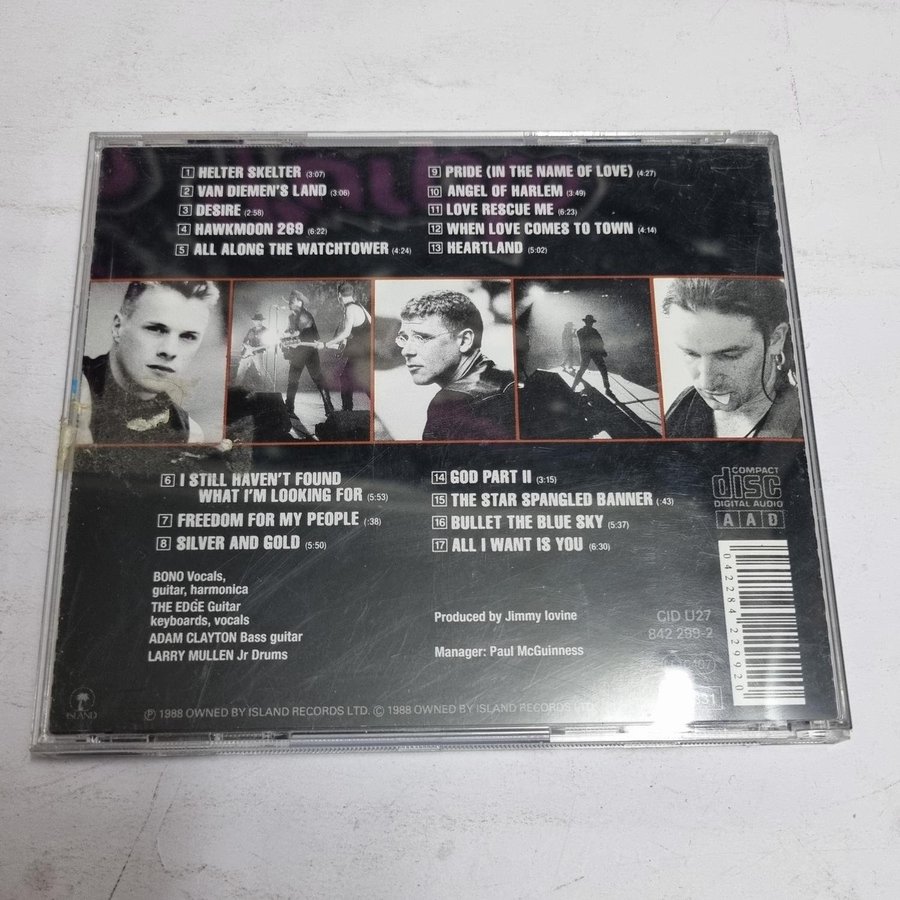 1 HELTER SKELTER (3:07)
2 VAN DIEMEN'S LAND (3:06)
3 DESIRE (2:58)
4 HAWKMOON 269 (6:22)
5 ALL ALONG THE WATCHTOWER (4:24)
9 PRIDE (IN THE NAME OF LOVE) (4:27)
10 ANGEL OF HARLEM (3:49)
11 LOVE RESCUE ME (6:23)
12 WHEN LOVE COMES TO TOWN (4:14)
13 HEARTLAND (5:02)
6 I STILL HAVEN'T FOUND
WHAT I'M LOOKING FOR (5:53)
7 FREEDOM FOR MY PEOPLE (:38)
8 SILVER AND GOLD (5:50)
14 GOD PART II (3:15)
15 THE STAR SPANGLED BANNER (:43)
16 BULLET THE BLUE SKY (5:37)
17 ALL I WANT IS YOU (6:30)
COMPACT
disc
DIGITAL AUDIO
A A D
BONO Vocals,
guitar, harmonica
THE EDGE Guitar
keyboards, vocals
ADAM CLAYTON Bass guitar
LARRY MULLEN Jr Drums
Produced by Jimmy Iovine
Manager: Paul McGuinness
CID U27
842 299-2
042284229920
ISLAND
℗ 1988 OWNED BY ISLAND RECORDS LTD. © 1988 OWNED BY ISLAND RECORDS LTD.